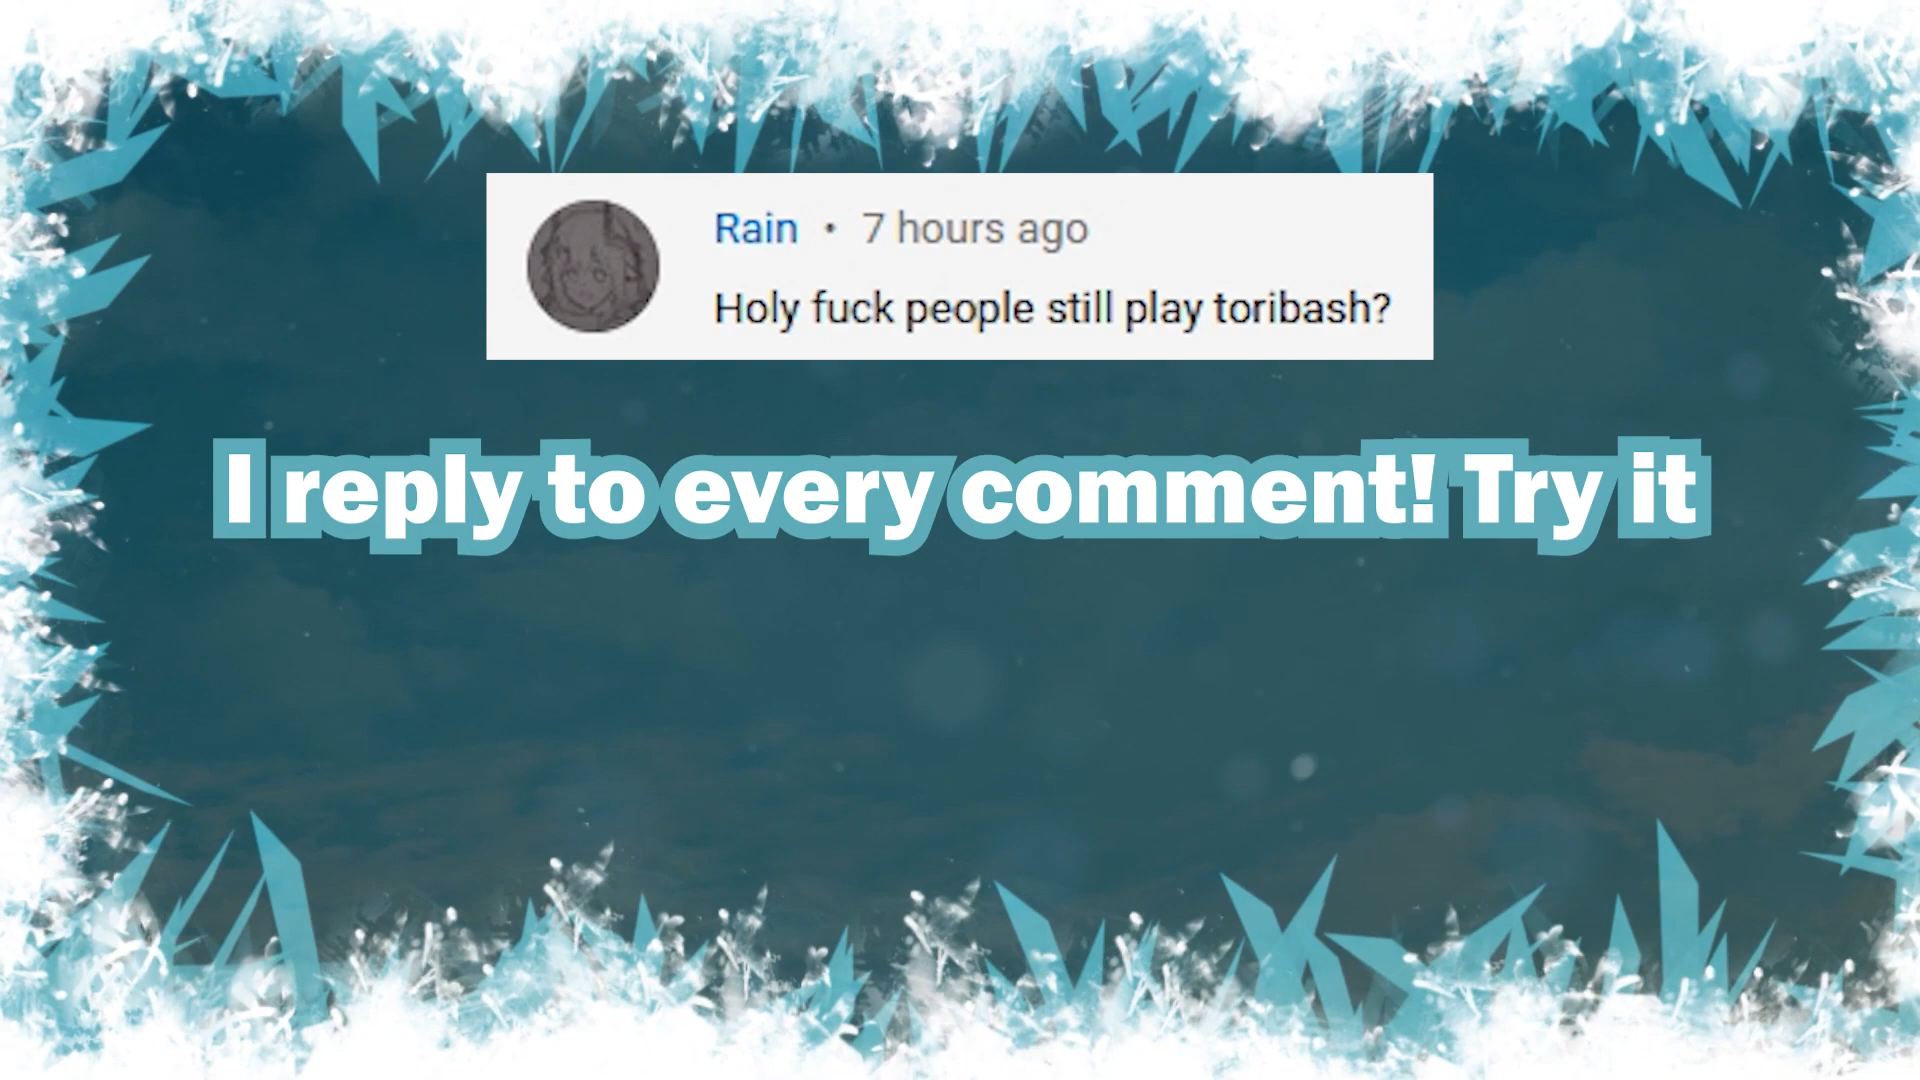 Rain • 7 hours ago
Holy fuck people still play toribash?
I reply to every comment! Try it